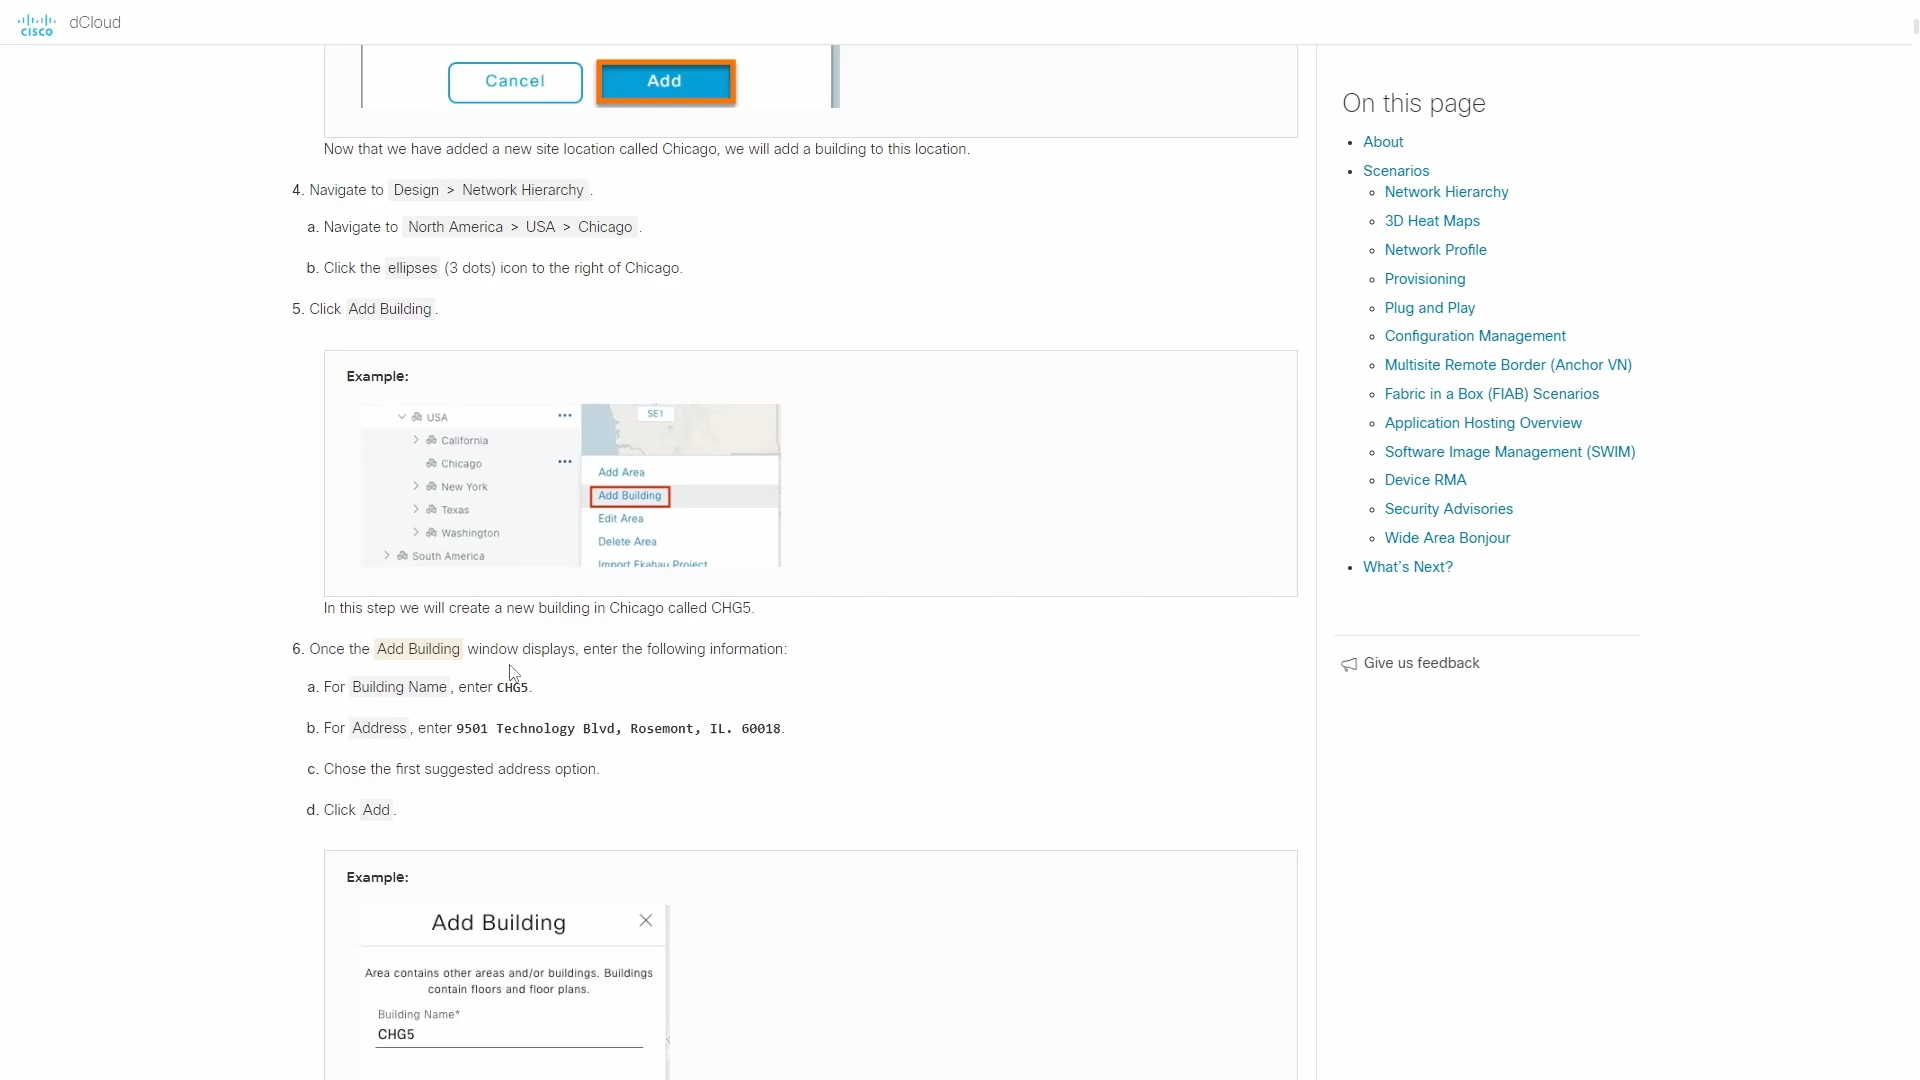 CISCO
dCloud
Cancel
Add
Now that we have added a new site location called Chicago, we will add a building to this location.
4. Navigate to Design > Network Hierarchy .
a. Navigate to North America > USA > Chicago .
b. Click the ellipses (3 dots) icon to the right of Chicago.
5. Click Add Building .
Example:
USA
California
Chicago
New York
Texas
Washington
South America
SE1
Add Area
Add Building
Edit Area
Delete Area
Import Ekahau Project
In this step we will create a new building in Chicago called CHG5.
6. Once the Add Building window displays, enter the following information:
a. For Building Name , enter CHG5.
b. For Address , enter 9501 Technology Blvd, Rosemont, IL. 60018.
c. Chose the first suggested address option.
d. Click Add .
Example:
Add Building
Area contains other areas and/or buildings. Buildings
contain floors and floor plans.
Building Name*
CHG5
On this page
• About
• Scenarios
Network Hierarchy
3D Heat Maps
Network Profile
Provisioning
Plug and Play
Configuration Management
Multisite Remote Border (Anchor VN)
Fabric in a Box (FIAB) Scenarios
Application Hosting Overview
Software Image Management (SWIM)
Device RMA
Security Advisories
Wide Area Bonjour
• What's Next?
Give us feedback